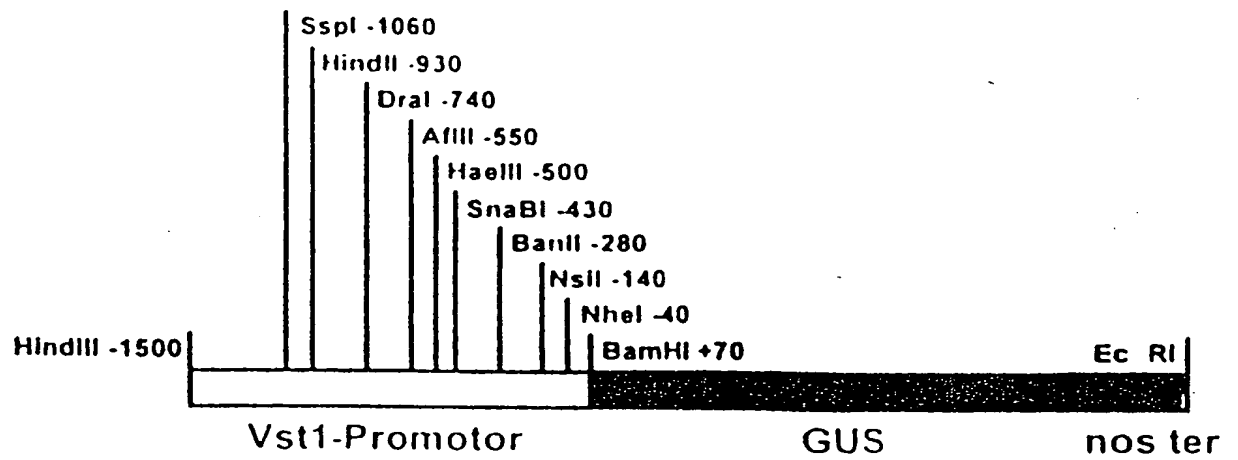 SspI -1060
HindII -930
DraI -740
AflII -550
HaeIII -500
SnaBI -430
BanII -280
NsiI -140
NheI -40
HindIII -1500 BamHI +70 Ec RI
Vst1-Promotor GUS nos ter